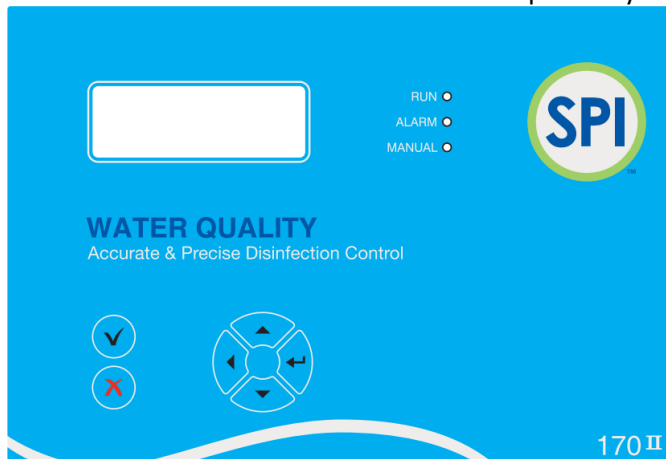 RUN
ALARM
MANUAL
SPI
TM
WATER QUALITY
Accurate & Precise Disinfection Control
170 II